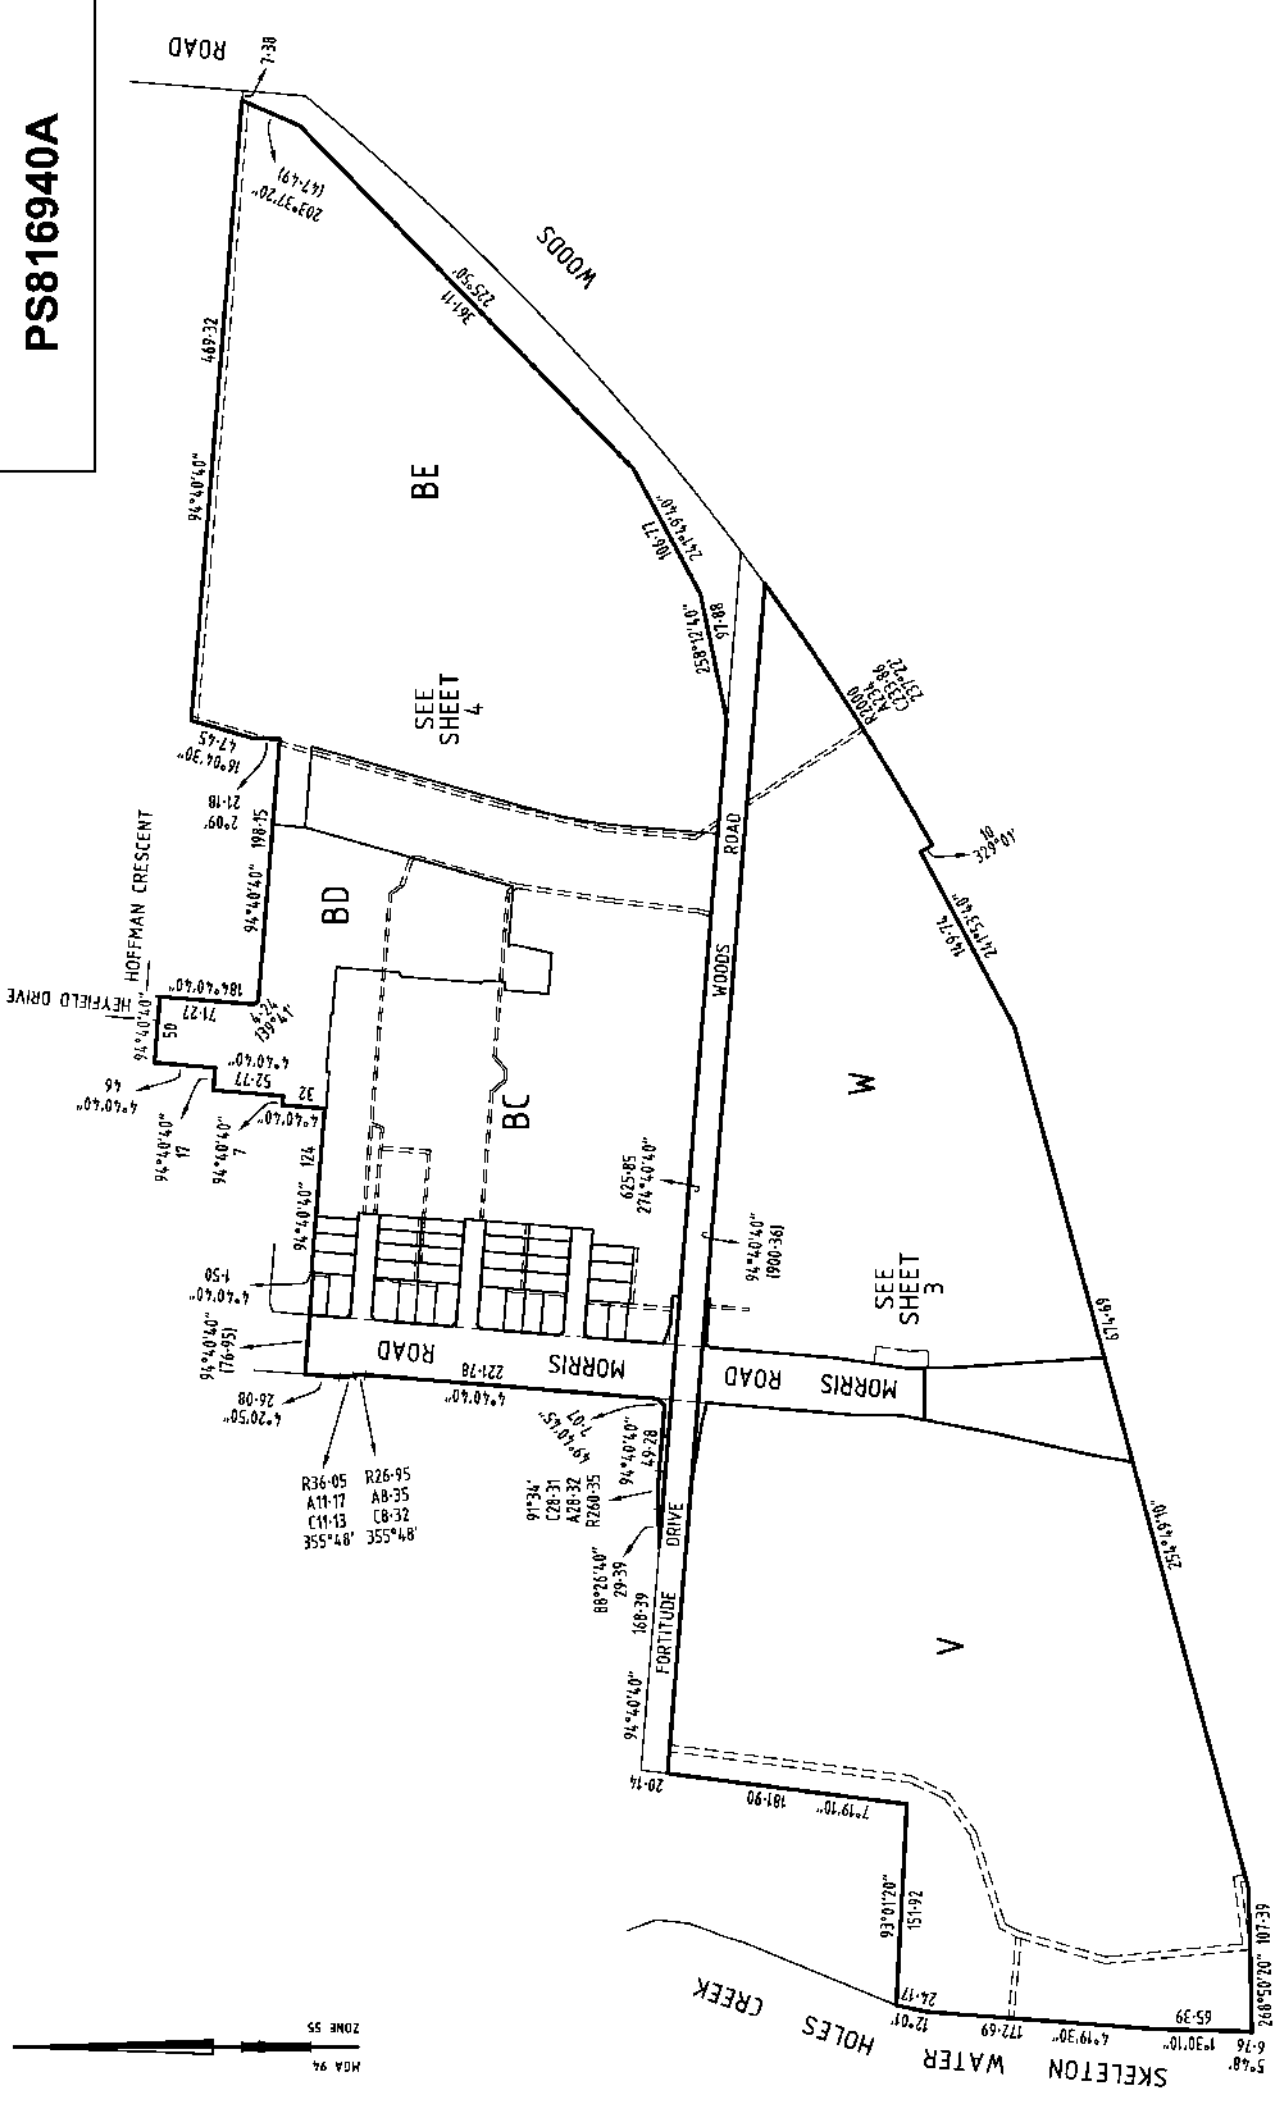 PS816940A
ROAD
7·38
(47·49)
203°37'20"
WOODS
469·32
94°40'40"
225°50'
361·11
BE
106·77
241°49'40"
258°12'40"
97·88
SEE
SHEET
4
47·45
16°04'30"
21·18
2°09'
198·15
94°40'40"
HOFFMAN CRESCENT
HEYFIELD DRIVE
BD
94°40'40"
50
184°40'40"
71·27
4·24
139°41'
4°40'40"
52·77
46
4°40'40"
94°40'40"
17
94°40'40"
7
32
4°40'40"
124
94°40'40"
BC
WOODS
ROAD
R2000
A234
C233·86
237°22'
10
329°01'
149·74
241°53'40"
W
625·85
274°40'40"
94°40'40"
(900·36)
SEE
SHEET
3
1·50
4°40'40"
94°40'40"
(76·95)
26·08
4°20'50"
MORRIS ROAD
221·78
4°40'40"
MORRIS ROAD
674·69
R36·05
A11·17
C11·13
355°48'
R26·95
A8·35
C8·32
355°48'
49°40'45"
7·07
94°40'40"
49·28
91°34'
C28·31
A28·32
R260·35
88°26'40"
29·39
FORTITUDE
DRIVE
168·39
94°40'40"
20·14
V
254°49'10"
181·90
7°19'10"
93°01'20"
151·92
SKELETON WATER HOLES CREEK
24·17
12°01'
172·69
4°19'30"
65·39
1°30'10"
6·76
5°48'
268°50'20"
107·39
MGA 94
ZONE 55